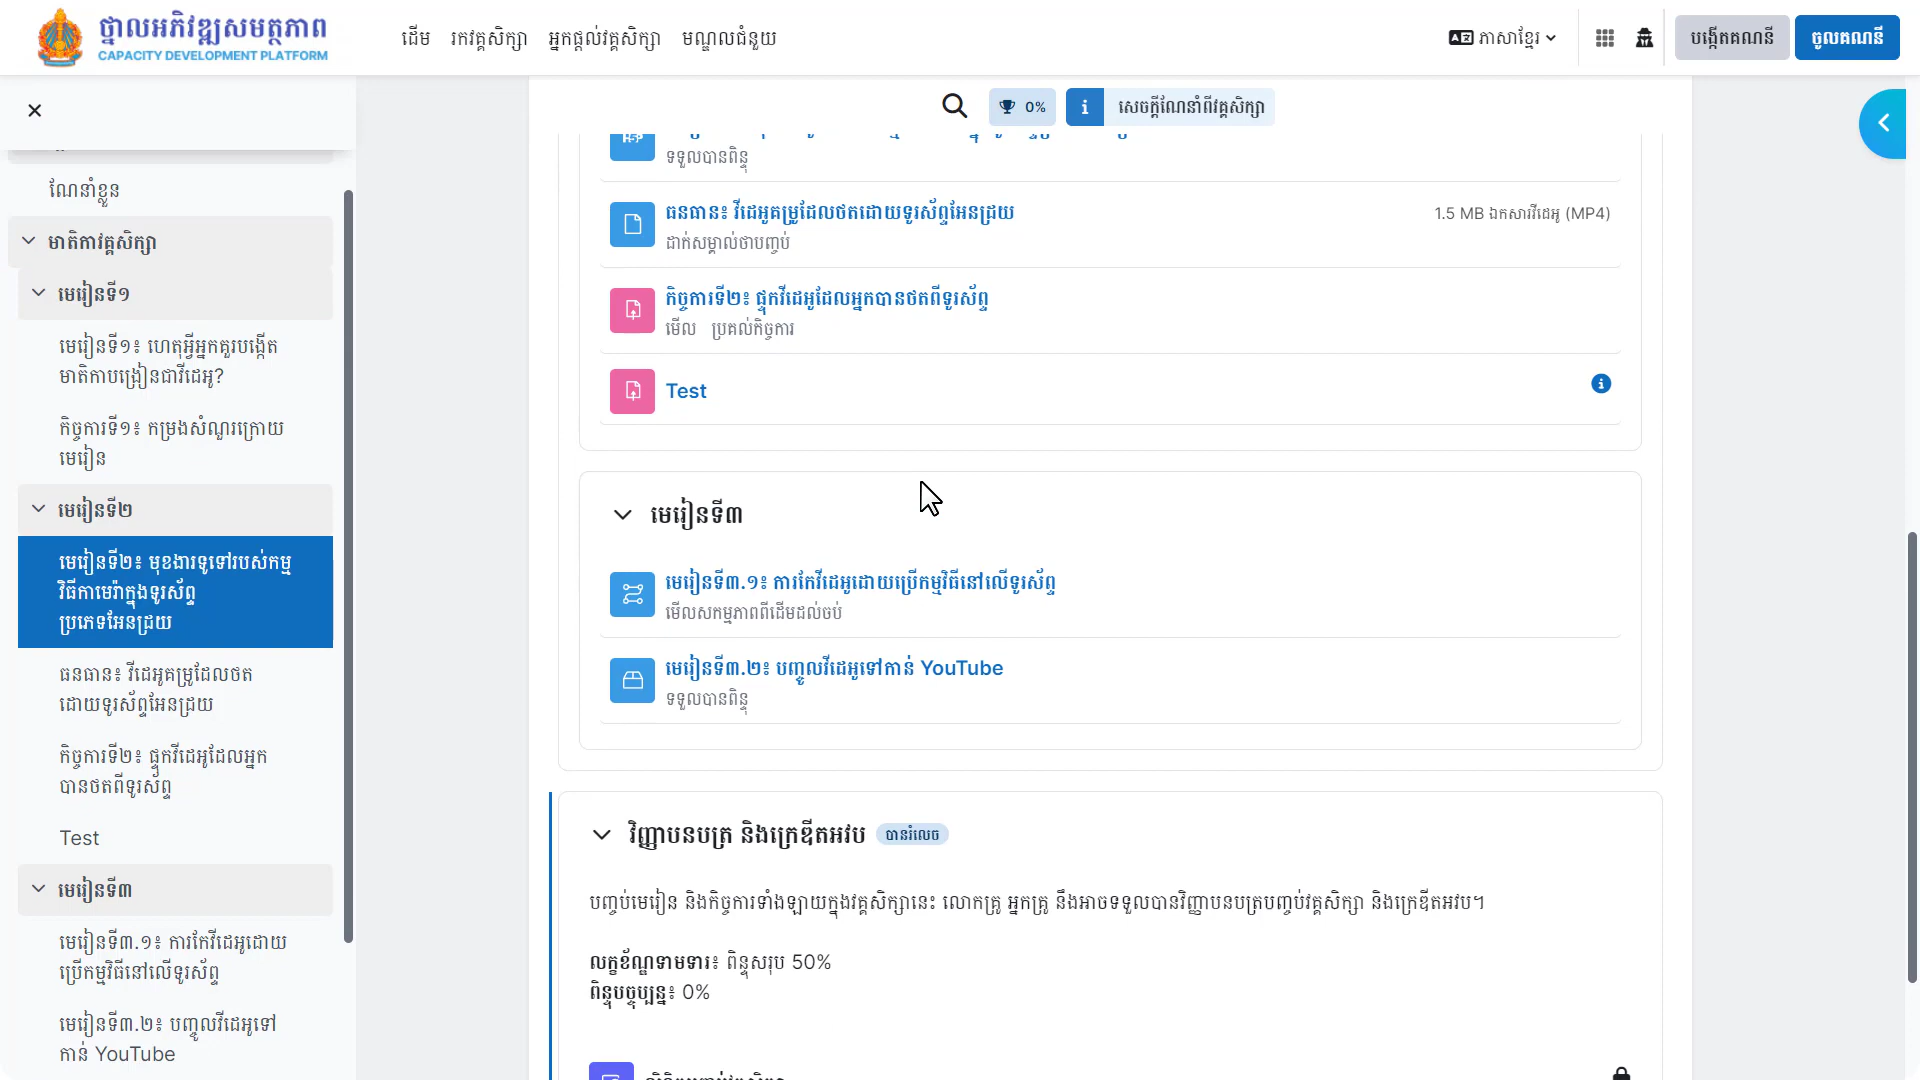 ថ្នាលអភិវឌ្ឍសមត្ថភាព
CAPACITY DEVELOPMENT PLATFORM
ដើម រកវគ្គសិក្សា អ្នកផ្តល់វគ្គសិក្សា មណ្ឌលជំនួយ
ភាសាខ្មែរ
បង្កើតគណនី
ចូលគណនី
0%
សេចក្តីណែនាំពីវគ្គសិក្សា
ណែនាំខ្លួន
មាតិកាវគ្គសិក្សា
មេរៀនទី១
មេរៀនទី១៖ ហេតុអ្វីអ្នកគួរបង្កើត
មាតិកាបង្រៀនជាវីដេអូ?
កិច្ចការទី១៖ កម្រងសំណួរក្រោយ
មេរៀន
មេរៀនទី២
មេរៀនទី២៖ មុខងារទូទៅរបស់កម្ម
វិធីកាមេរ៉ាក្នុងទូរស័ព្ទ
ប្រភេទអែនដ្រយ
ធនធាន៖ វីដេអូគម្រូដែលថត
ដោយទូរស័ព្ទអែនដ្រយ
កិច្ចការទី២៖ ផ្ទុកវីដេអូដែលអ្នក
បានថតពីទូរស័ព្ទ
Test
មេរៀនទី៣
មេរៀនទី៣.១៖ ការកែវីដេអូដោយ
ប្រើកម្មវិធីនៅលើទូរស័ព្ទ
មេរៀនទី៣.២៖ បញ្ចូលវីដេអូទៅ
កាន់ YouTube
ទទួលបានពិន្ទុ
ធនធាន៖ វីដេអូគម្រូដែលថតដោយទូរស័ព្ទអែនដ្រយ
1.5 MB ឯកសារវីដេអូ (MP4)
ដាក់សម្គាល់ថាបញ្ចប់
កិច្ចការទី២៖ ផ្ទុកវីដេអូដែលអ្នកបានថតពីទូរស័ព្ទ
មើល ប្រគល់កិច្ចការ
Test
មេរៀនទី៣
មេរៀនទី៣.១៖ ការកែវីដេអូដោយប្រើកម្មវិធីនៅលើទូរស័ព្ទ
មើលសកម្មភាពពីដើមដល់ចប់
មេរៀនទី៣.២៖ បញ្ចូលវីដេអូទៅកាន់ YouTube
ទទួលបានពិន្ទុ
វិញ្ញាបនបត្រ និងក្រេឌីតអវប បានរំលេច
បញ្ចប់មេរៀន និងកិច្ចការទាំងឡាយក្នុងវគ្គសិក្សានេះ លោកគ្រូ អ្នកគ្រូ នឹងអាចទទួលបានវិញ្ញាបនបត្របញ្ចប់វគ្គសិក្សា និងក្រេឌីតអវប។
លក្ខខ័ណ្ឌទាមទារ៖ ពិន្ទុសរុប 50%
ពិន្ទុបច្ចុប្បន្ន៖ 0%